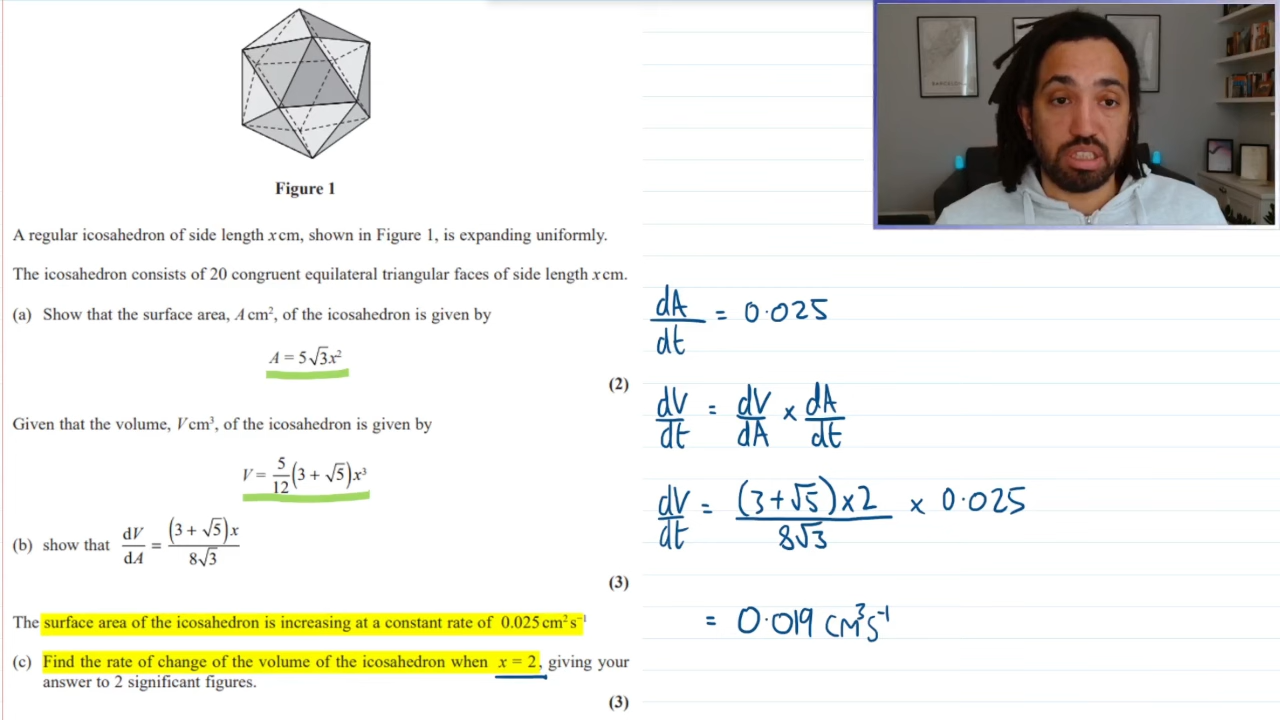 Figure 1
A regular icosahedron of side length x cm, shown in Figure 1, is expanding uniformly.
The icosahedron consists of 20 congruent equilateral triangular faces of side length x cm.
(a) Show that the surface area, A cm², of the icosahedron is given by
A = 5√3x²
(2)
Given that the volume, V cm³, of the icosahedron is given by
V = 5/12(3 + √5)x³
(b) show that dV/dA = (3 + √5)x / 8√3
(3)
The surface area of the icosahedron is increasing at a constant rate of 0.025 cm² s⁻¹
(c) Find the rate of change of the volume of the icosahedron when x = 2, giving your
answer to 2 significant figures.
(3)
dA/dt = 0.025
dV/dt = dV/dA × dA/dt
dV/dt = (3+√5)×2 / 8√3 × 0.025
= 0.019 cm³s⁻¹